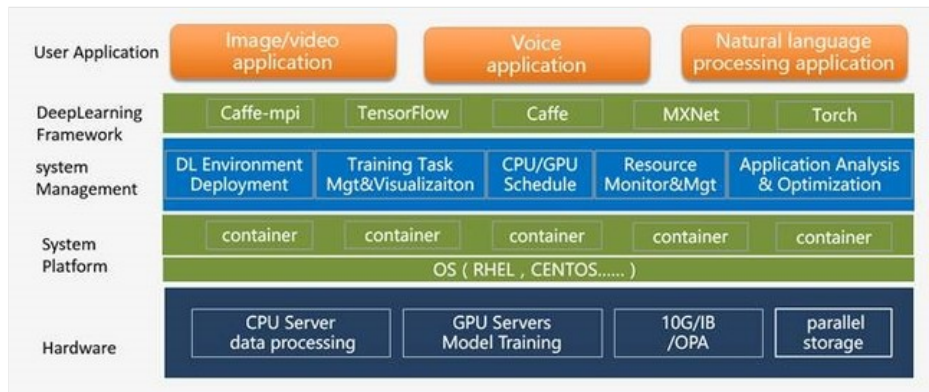 User Application
Image/video
application
Voice
application
Natural language
processing application
DeepLearning
Framework
Caffe-mpi
TensorFlow
Caffe
MXNet
Torch
system
Management
DL Environment
Deployment
Training Task
Mgt&Visualizaiton
CPU/GPU
Schedule
Resource
Monitor&Mgt
Application Analysis
& Optimization
System
Platform
container
container
container
container
container
OS ( RHEL , CENTOS...... )
Hardware
CPU Server
data processing
GPU Servers
Model Training
10G/IB
/OPA
parallel
storage